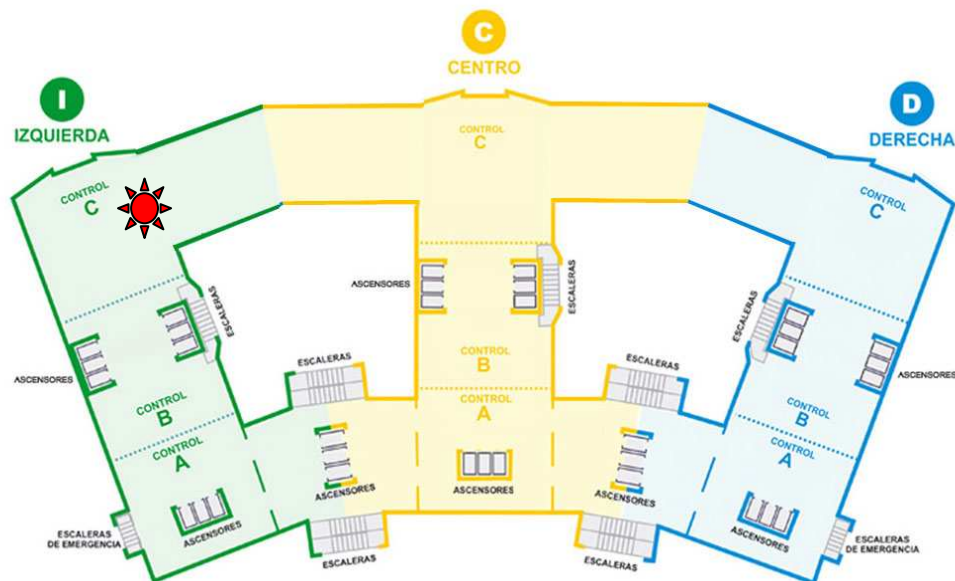 C
CENTRO
I
IZQUIERDA
D
DERECHA
CONTROL
C
CONTROL
C
CONTROL
C
ASCENSORES
ESCALERAS
ASCENSORES
ESCALERAS
ESCALERAS
ASCENSORES
CONTROL
B
ESCALERAS
CONTROL
B
ESCALERAS
CONTROL
B
CONTROL
A
CONTROL
A
CONTROL
A
ASCENSORES
ASCENSORES
ASCENSORES
ASCENSORES
ASCENSORES
ESCALERAS
DE EMERGENCIA
ESCALERAS
ESCALERAS
ESCALERAS
DE EMERGENCIA